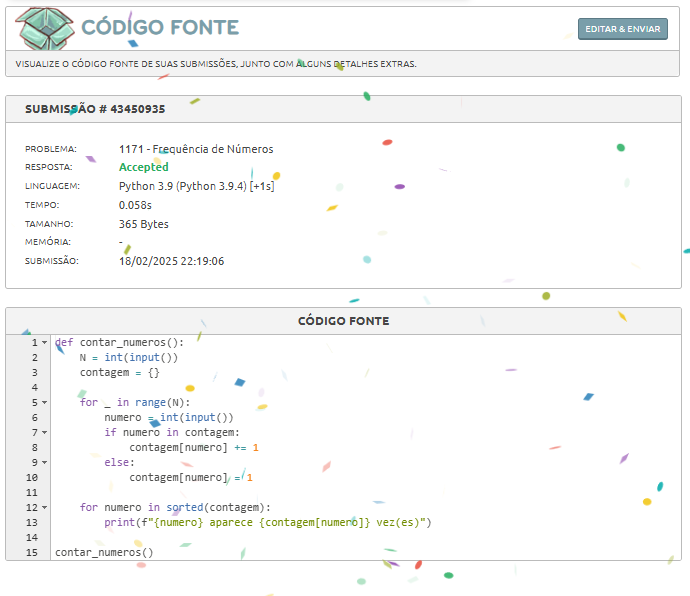 CÓDIGO FONTE
EDITAR & ENVIAR
VISUALIZE O CÓDIGO FONTE DE SUAS SUBMISSÕES, JUNTO COM ALGUNS DETALHES EXTRAS.
SUBMISSÃO # 43450935
PROBLEMA: 1171 - Frequência de Números
RESPOSTA: Accepted
LINGUAGEM: Python 3.9 (Python 3.9.4) [+1s]
TEMPO: 0.058s
TAMANHO: 365 Bytes
MEMÓRIA: -
SUBMISSÃO: 18/02/2025 22:19:06
CÓDIGO FONTE
1 def contar_numeros():
2     N = int(input())
3     contagem = {}
4
5     for _ in range(N):
6         numero = int(input())
7         if numero in contagem:
8             contagem[numero] += 1
9         else:
10             contagem[numero] = 1
11
12     for numero in sorted(contagem):
13         print(f"{numero} aparece {contagem[numero]} vez(es)")
14
15 contar_numeros()